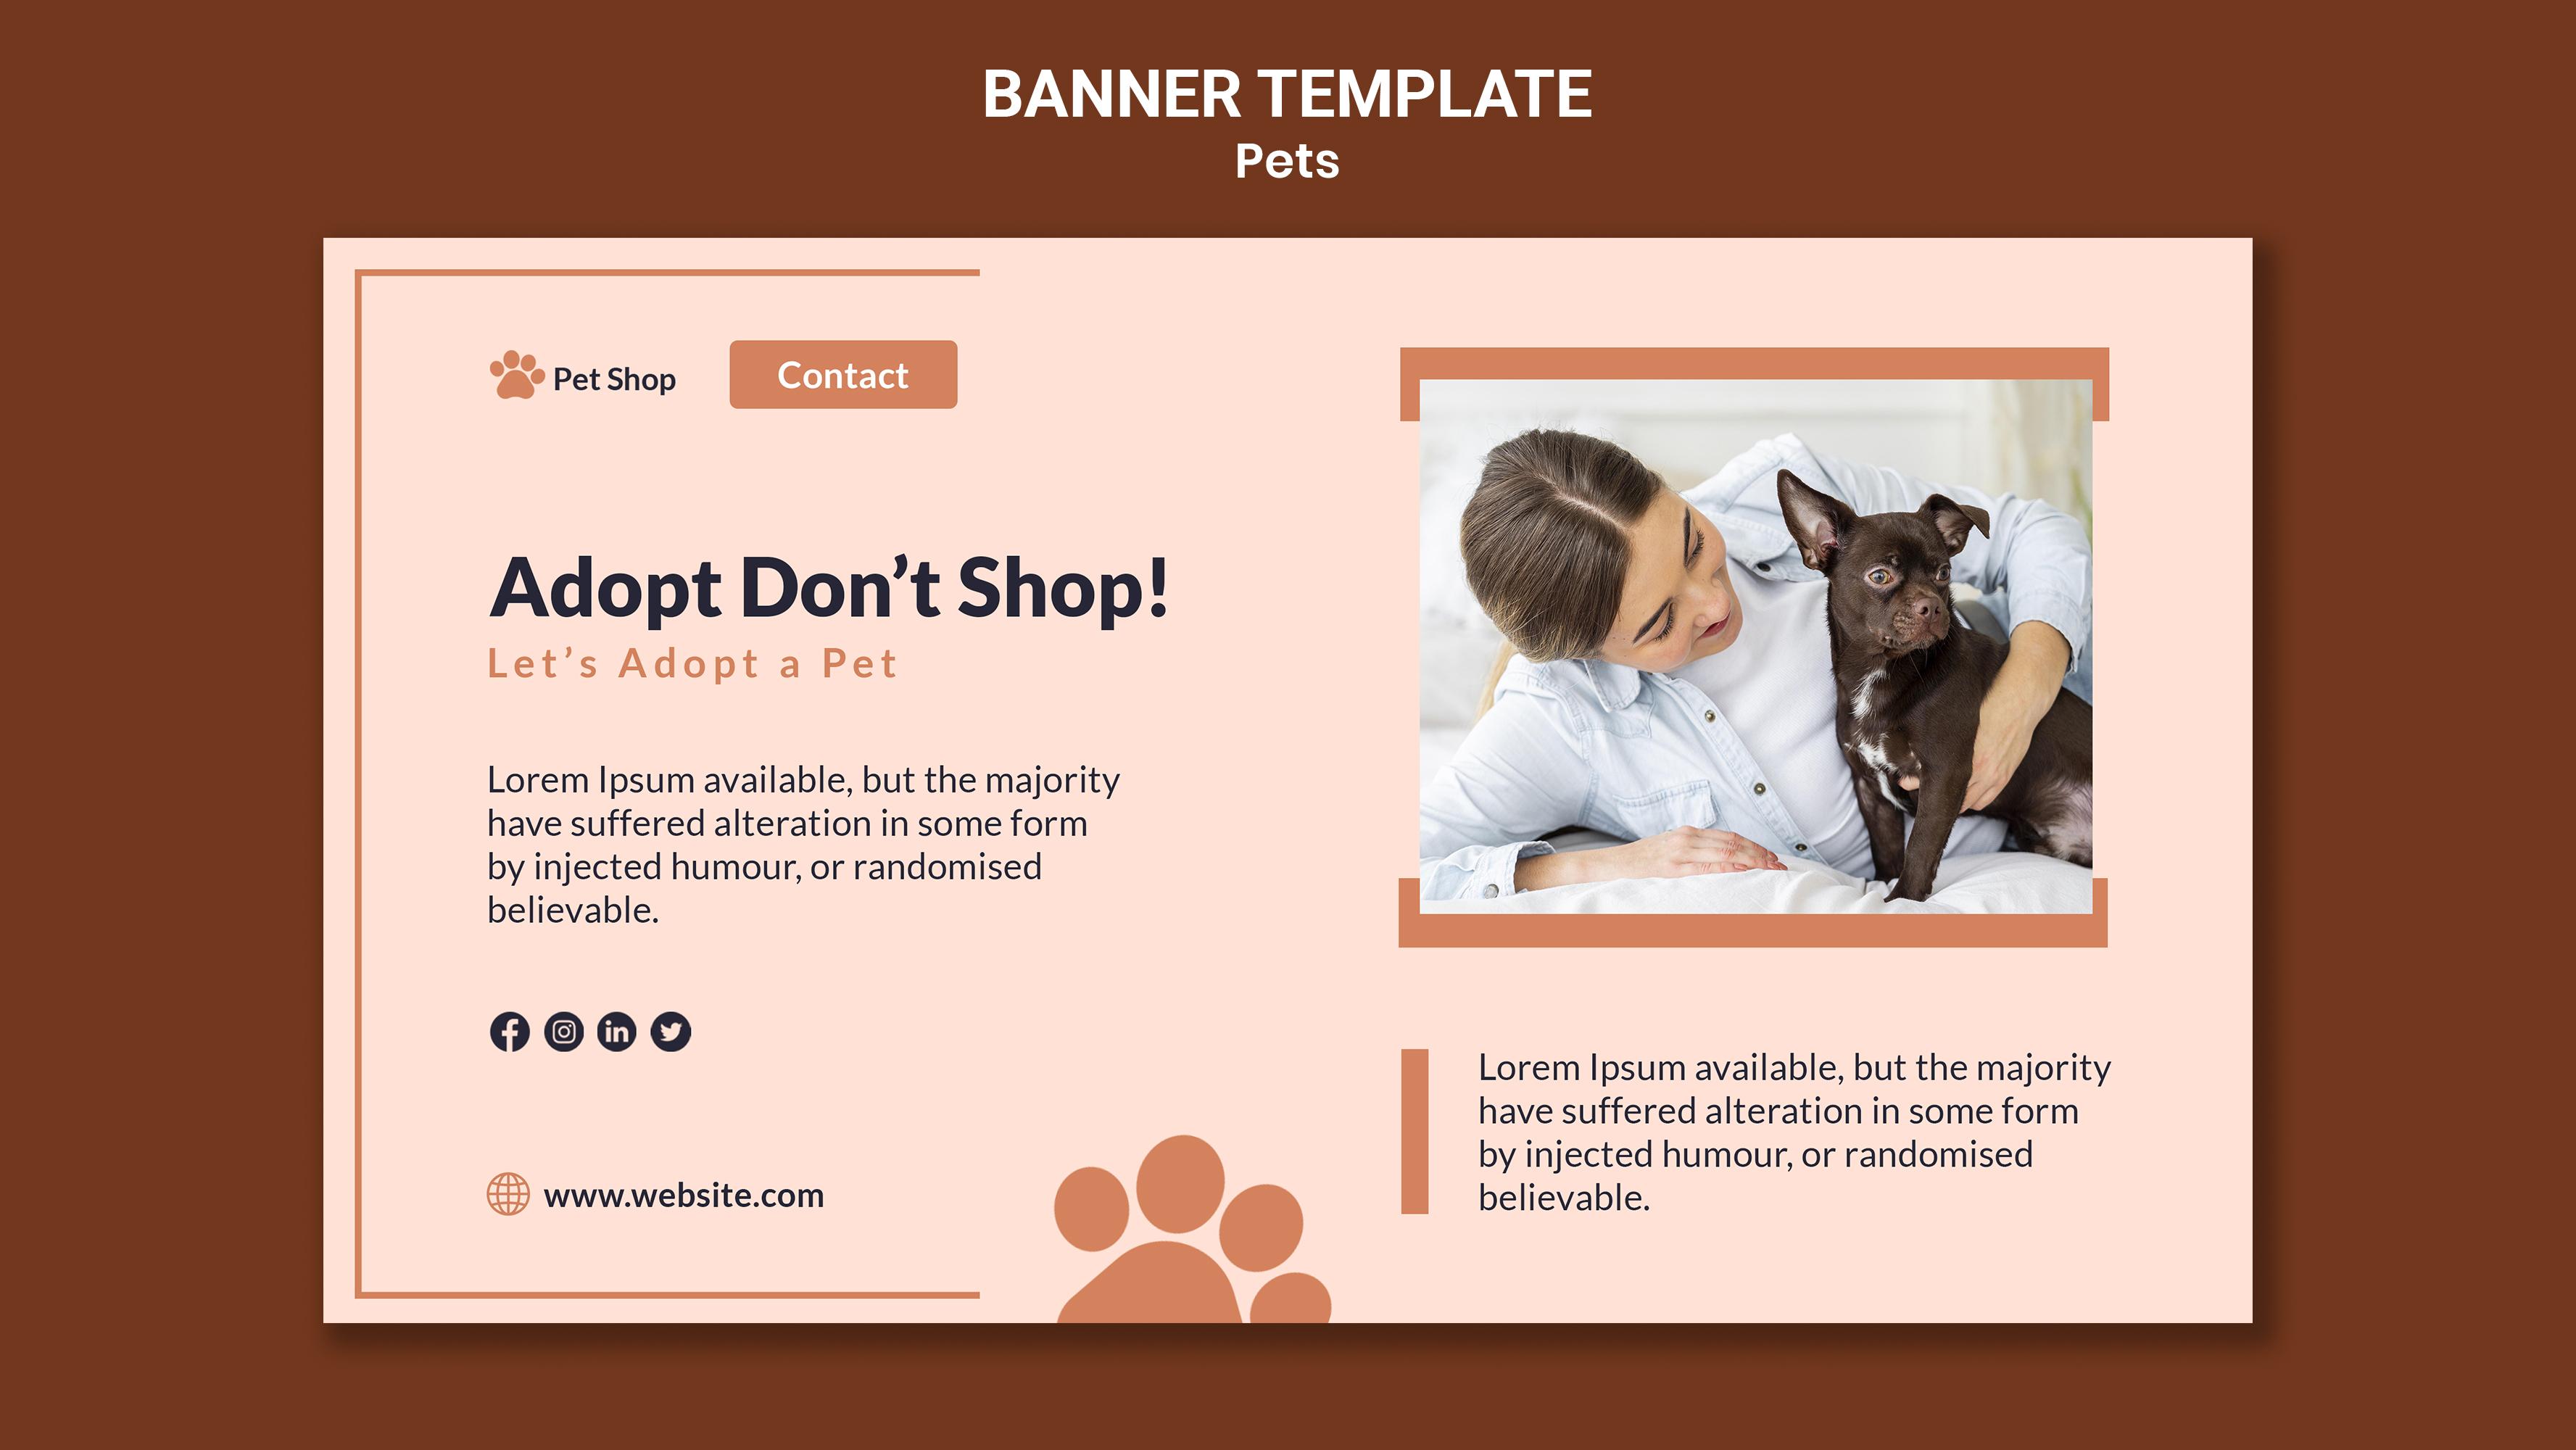 BANNER TEMPLATE
Pets
Pet Shop
Contact
Adopt Don’t Shop!
Let’s Adopt a Pet
Lorem Ipsum available, but the majority
have suffered alteration in some form
by injected humour, or randomised
believable.
www.website.com
Lorem Ipsum available, but the majority
have suffered alteration in some form
by injected humour, or randomised
believable.